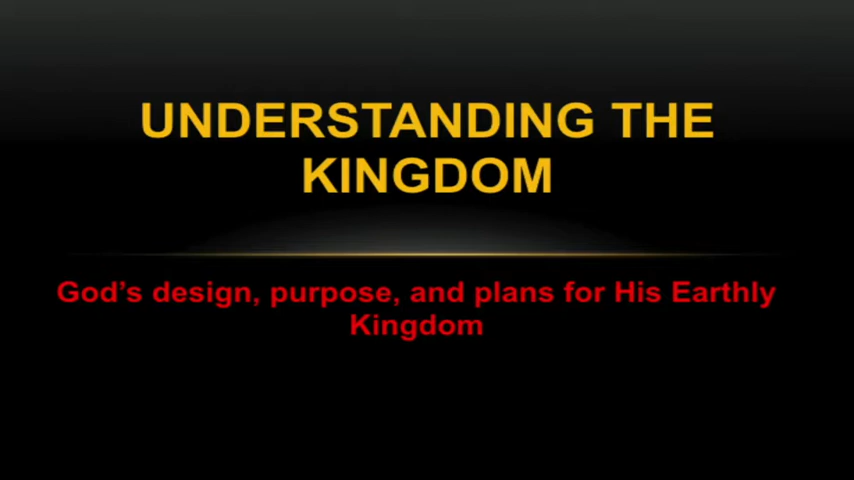 UNDERSTANDING THE
KINGDOM
God’s design, purpose, and plans for His Earthly
Kingdom